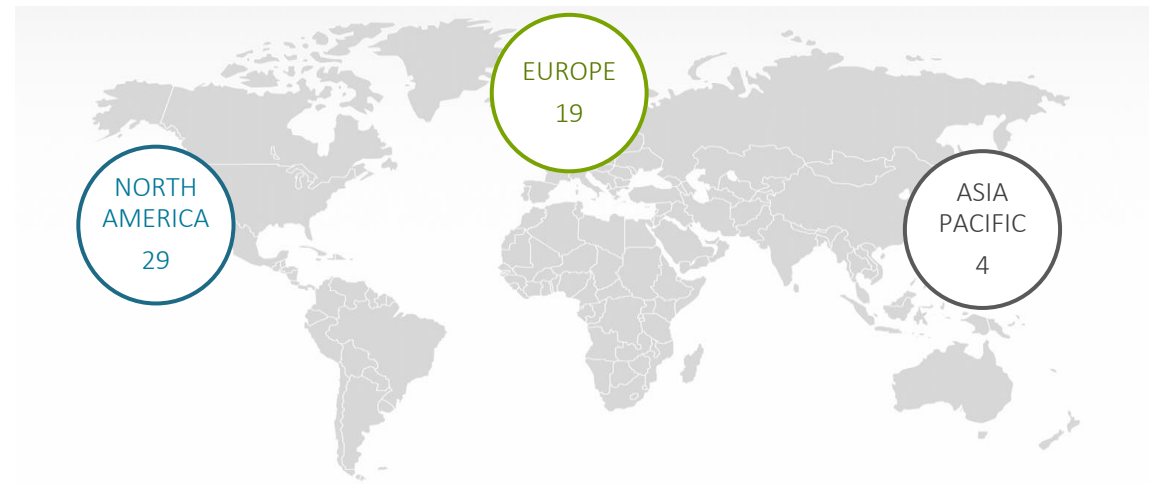 EUROPE
19
NORTH
AMERICA
29
ASIA
PACIFIC
4